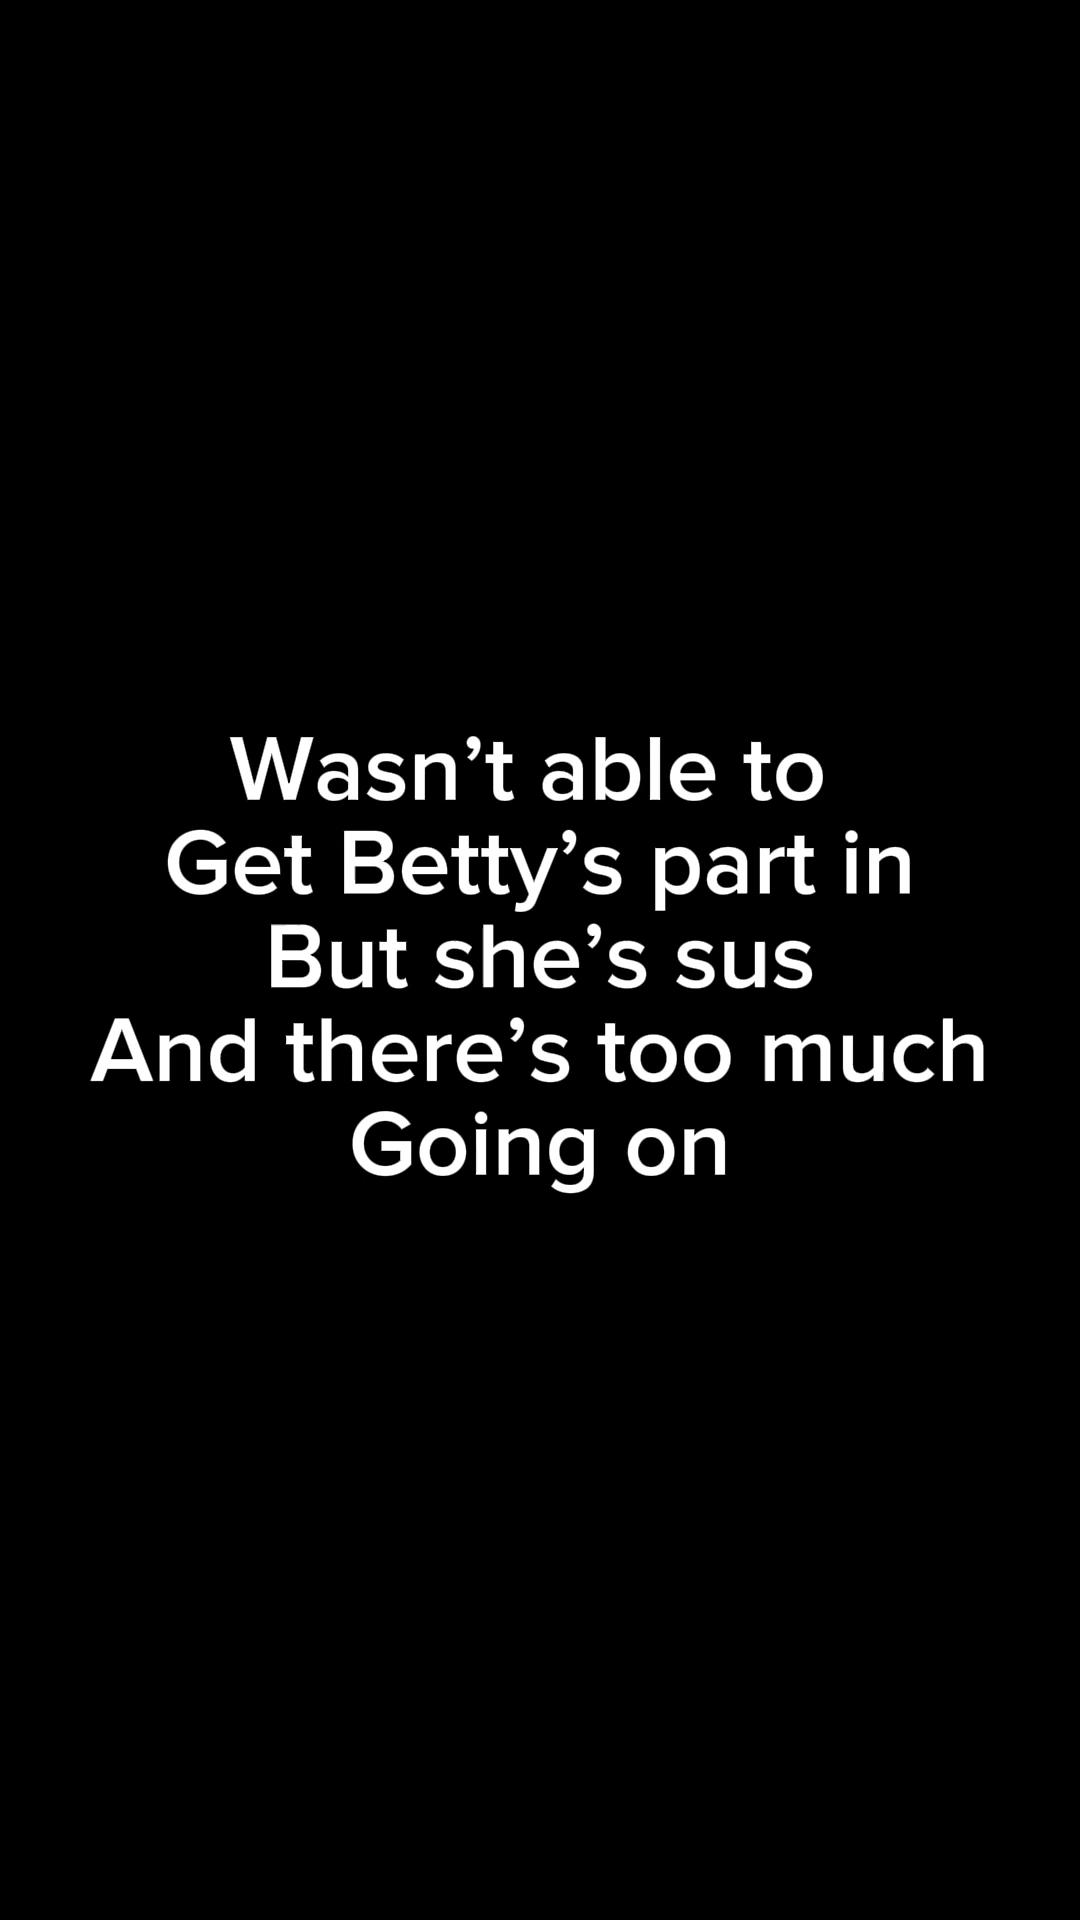 Wasn’t able to
Get Betty’s part in
But she’s sus
And there’s too much
Going on